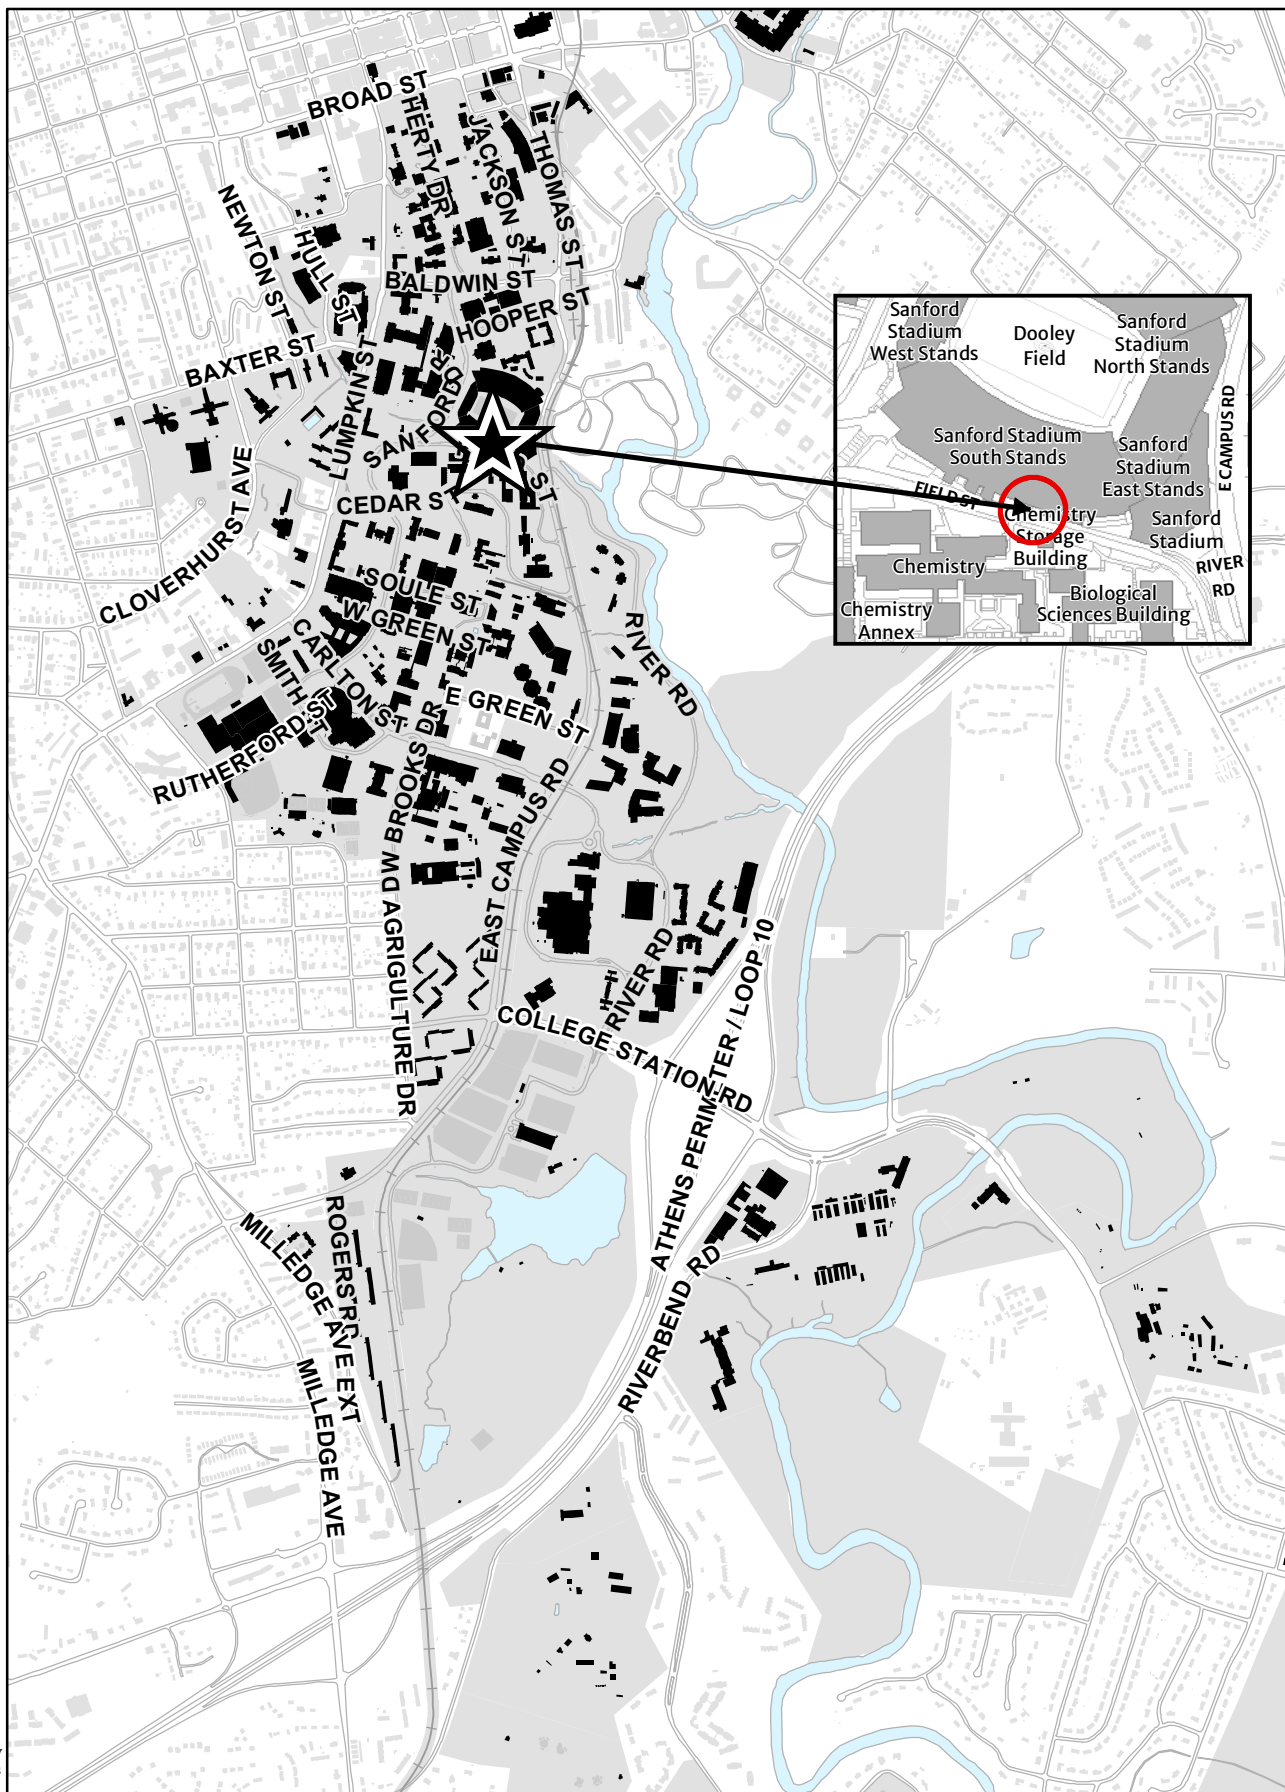 BROAD ST
HERTY DR
JACKSON ST
THOMAS ST
NEWTON ST
HULL ST
BALDWIN ST
HOOPER ST
BAXTER ST
LUMPKIN ST
SANFORD DR
CEDAR ST
ST
CLOVERHURST AVE
SOULE ST
W GREEN ST
CARLTON ST
SMITH ST
RUTHERFORD ST
E GREEN ST
RIVER RD
DW BROOKS DR
EAST CAMPUS RD
AGRIGULTURE DR
RIVER RD
COLLEGE STATION RD
ATHENS PERIMETER / LOOP 10
RIVERBEND RD
ROGERS RD
MILLEDGE AVE EXT
MILLEDGE AVE
Sanford
Stadium
West Stands
Dooley
Field
Sanford
Stadium
North Stands
E CAMPUS RD
Sanford Stadium
South Stands
Sanford
Stadium
East Stands
FIELD ST
Chemistry
Storage
Building
Sanford
Stadium
RIVER
RD
Chemistry
Biological
Sciences Building
Chemistry
Annex